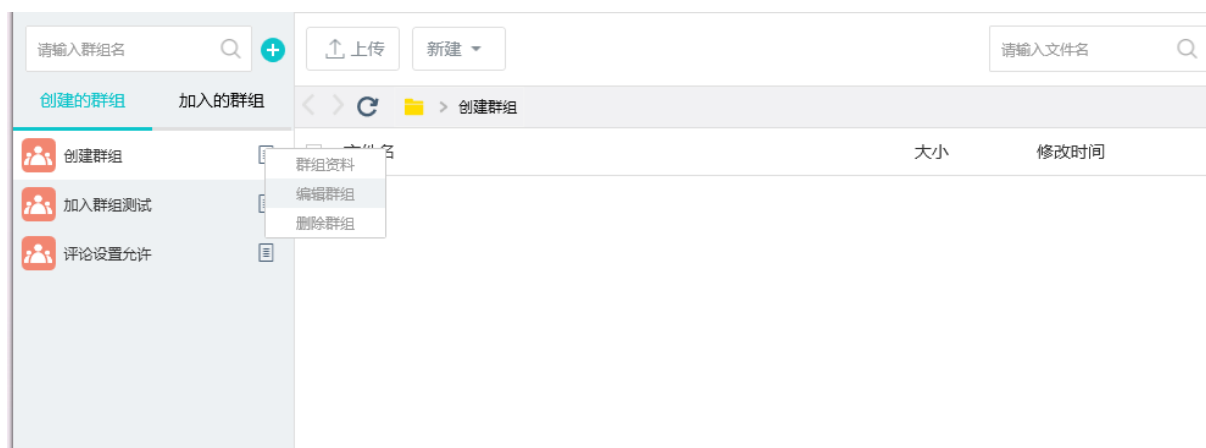 请输入群组名
上传
新建
请输入文件名
创建的群组
加入的群组
> 创建群组
文件名
大小
修改时间
创建群组
群组资料
编辑群组
删除群组
加入群组测试
评论设置允许